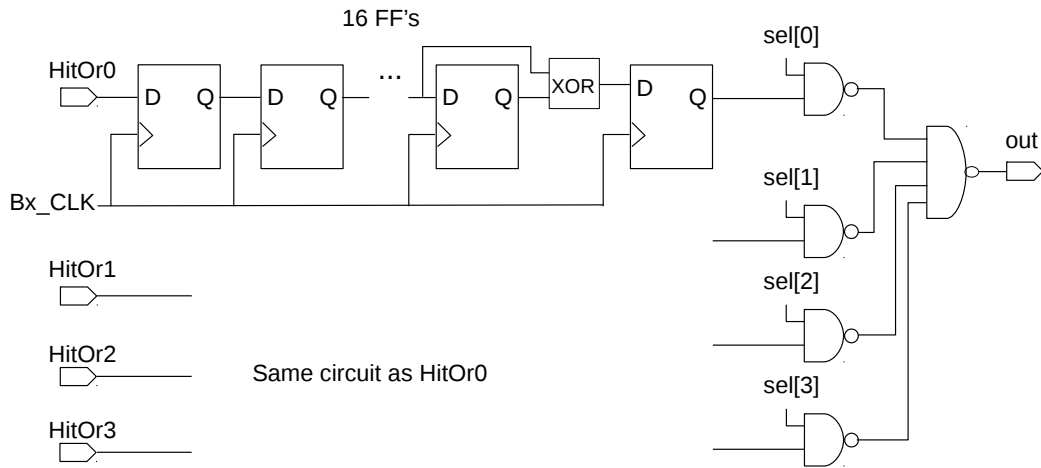 16 FF's
sel[0]
HitOr0
...
D Q D Q D Q XOR D Q
out
sel[1]
Bx_CLK
HitOr1
sel[2]
HitOr2
Same circuit as HitOr0
sel[3]
HitOr3